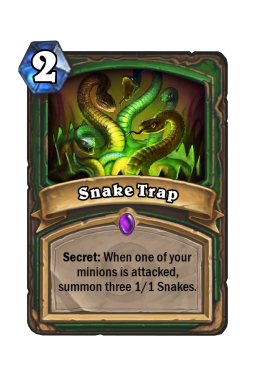 2
Snake Trap
Secret: When one of your
minions is attacked,
summon three 1/1 Snakes.